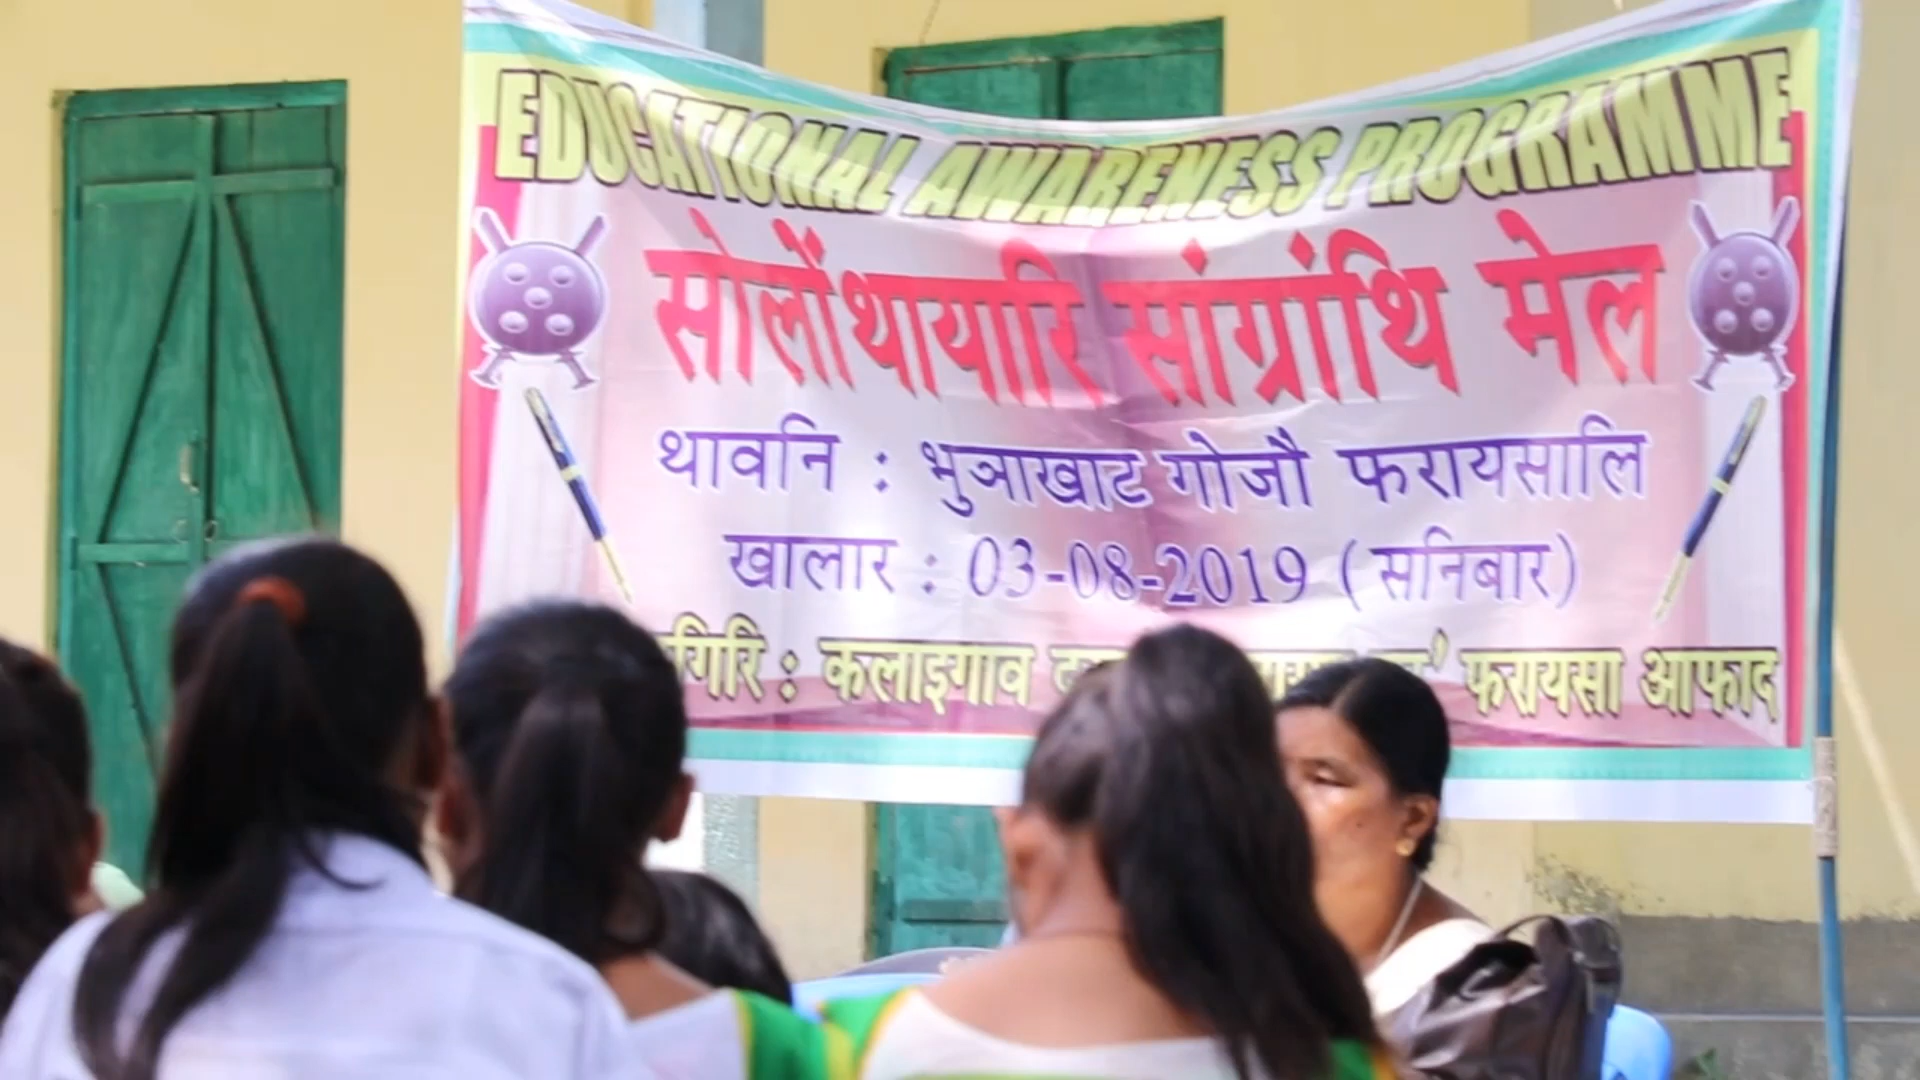 EDUCATIONAL AWARENESS PROGRAMME
सोलोंथायारि सांग्रांथि मेल
थावनि : भुञाखाट गोजौ फरायसालि
खालार : 03-08-2019 (सनिबार)
कलाइगाव फरायसा आफाद